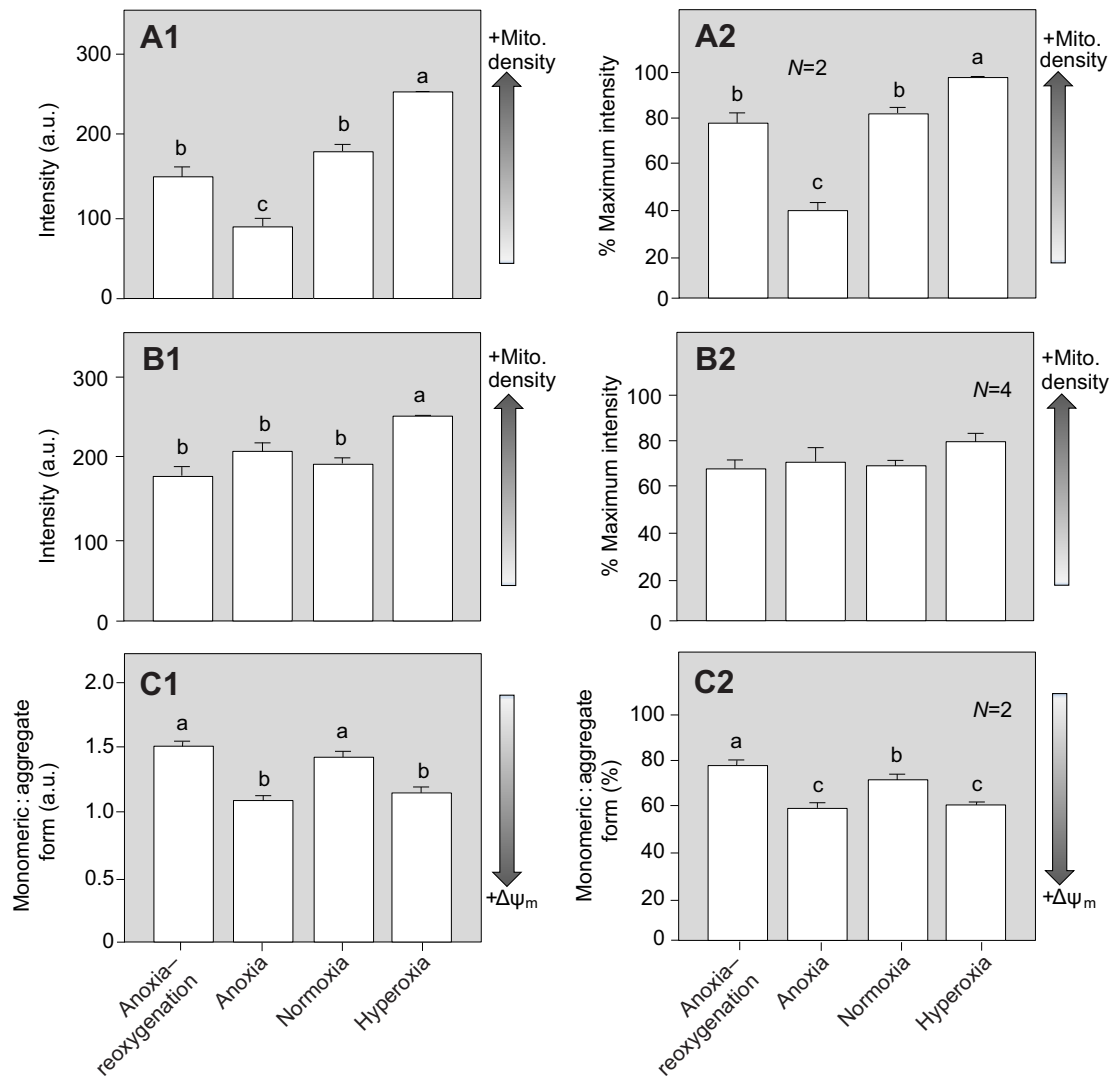 A1
+Mito.
density
300
200
100
0
Intensity (a.u.)
b
c
b
a
A2
N=2
+Mito.
density
100
80
60
40
20
0
% Maximum intensity
b
c
b
a
B1
+Mito.
density
300
200
100
0
Intensity (a.u.)
b
b
b
a
B2
N=4
+Mito.
density
100
80
60
40
20
0
% Maximum intensity
C1
2.0
1.5
1.0
0.5
0
Monomeric:aggregate
form (a.u.)
a
b
a
b
+Δψm
C2
N=2
100
80
60
40
20
0
Monomeric:aggregate
form (%)
a
c
b
c
+Δψm
Anoxia–
reoxygenation
Anoxia
Normoxia
Hyperoxia
Anoxia–
reoxygenation
Anoxia
Normoxia
Hyperoxia